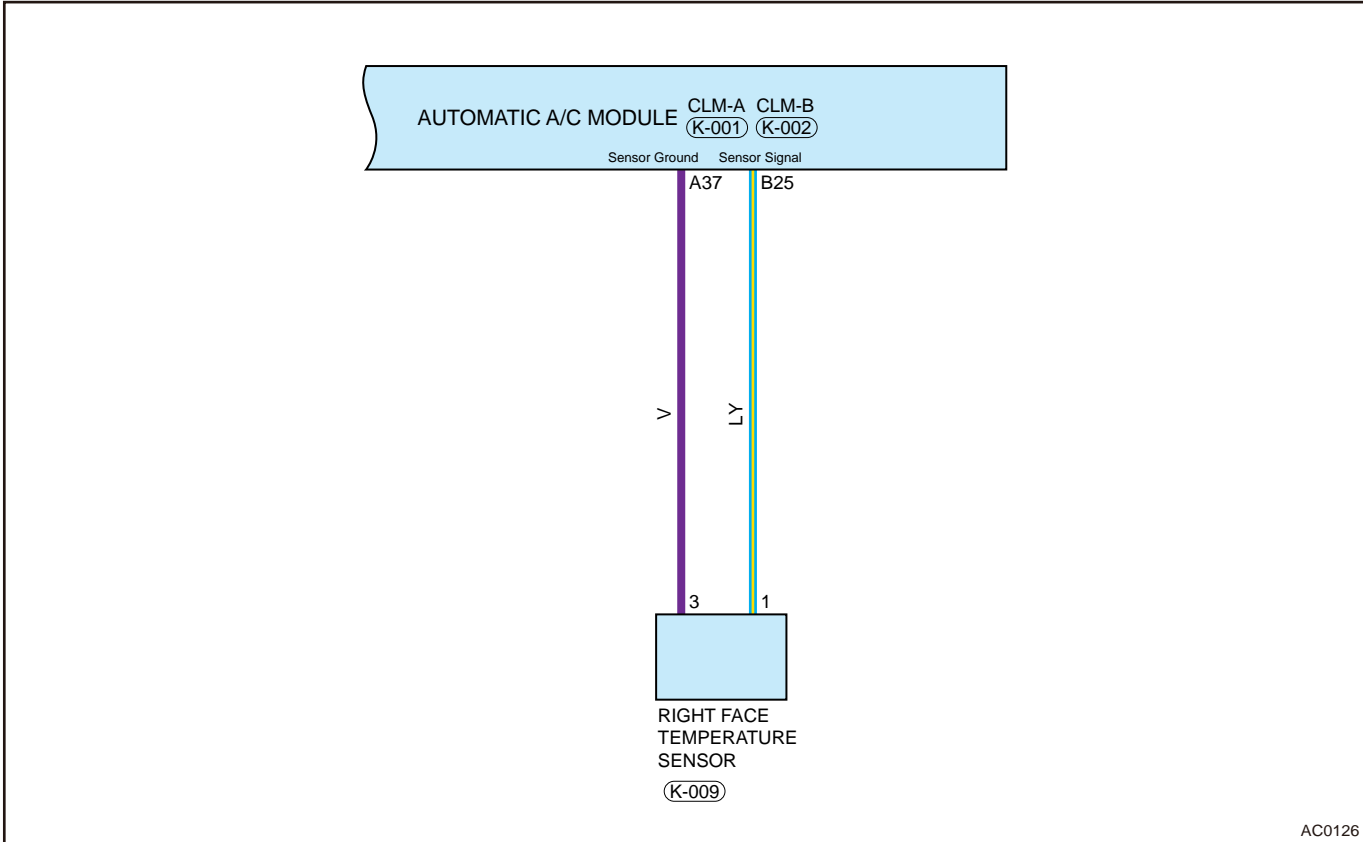 CLM-A CLM-B
AUTOMATIC A/C MODULE K-001 K-002
Sensor Ground Sensor Signal
A37 B25
V LY
3 1
RIGHT FACE
TEMPERATURE
SENSOR
K-009
AC0126